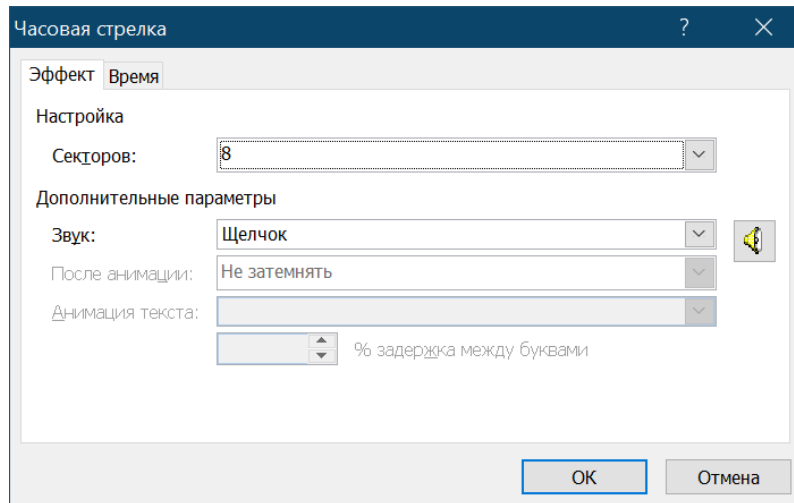 Часовая стрелка
Эффект Время
Настройка
Секторов: 8
Дополнительные параметры
Звук: Щелчок
После анимации: Не затемнять
Анимация текста:
% задержка между буквами
ОК Отмена